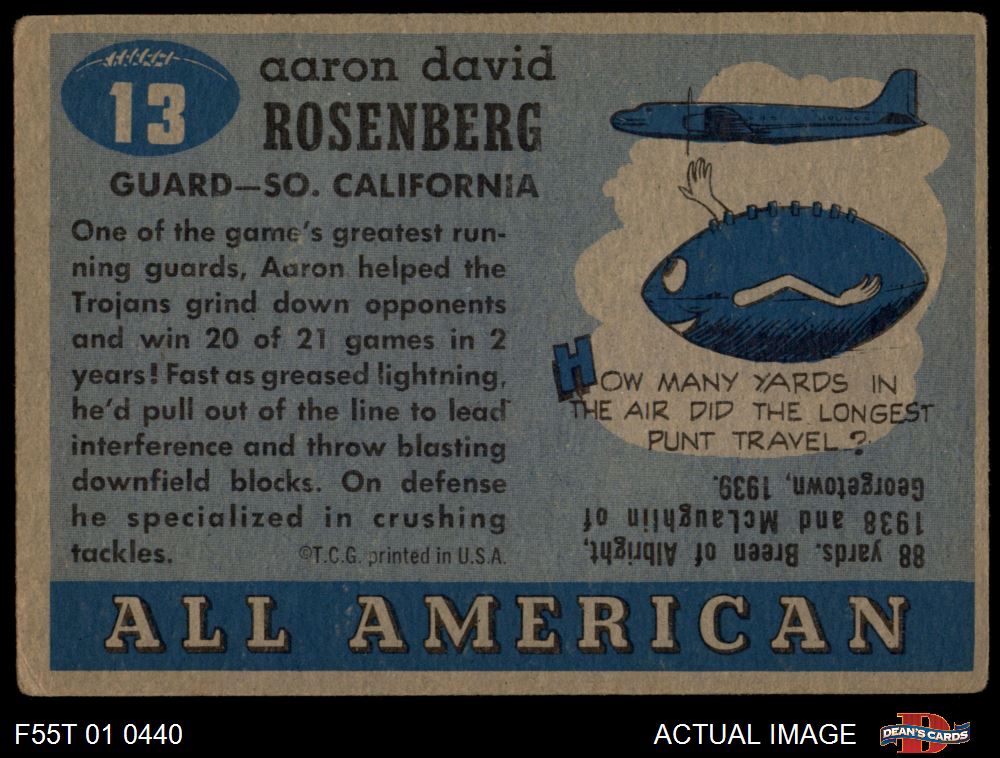 13
aaron david
ROSENBERG
GUARD—SO. CALIFORNIA
One of the game's greatest run-
ning guards, Aaron helped the
Trojans grind down opponents
and win 20 of 21 games in 2
years! Fast as greased lightning,
he'd pull out of the line to lead
interference and throw blasting
downfield blocks. On defense
he specialized in crushing
tackles.
©T.C.G. printed in U.S.A.
HOW MANY YARDS IN
THE AIR DID THE LONGEST
PUNT TRAVEL?
88 yards. Breen of Albright,
1938 and McLaughlin of
Georgetown, 1939.
ALL AMERICAN
F55T 01 0440
ACTUAL IMAGE
D
DEAN'S CARDS